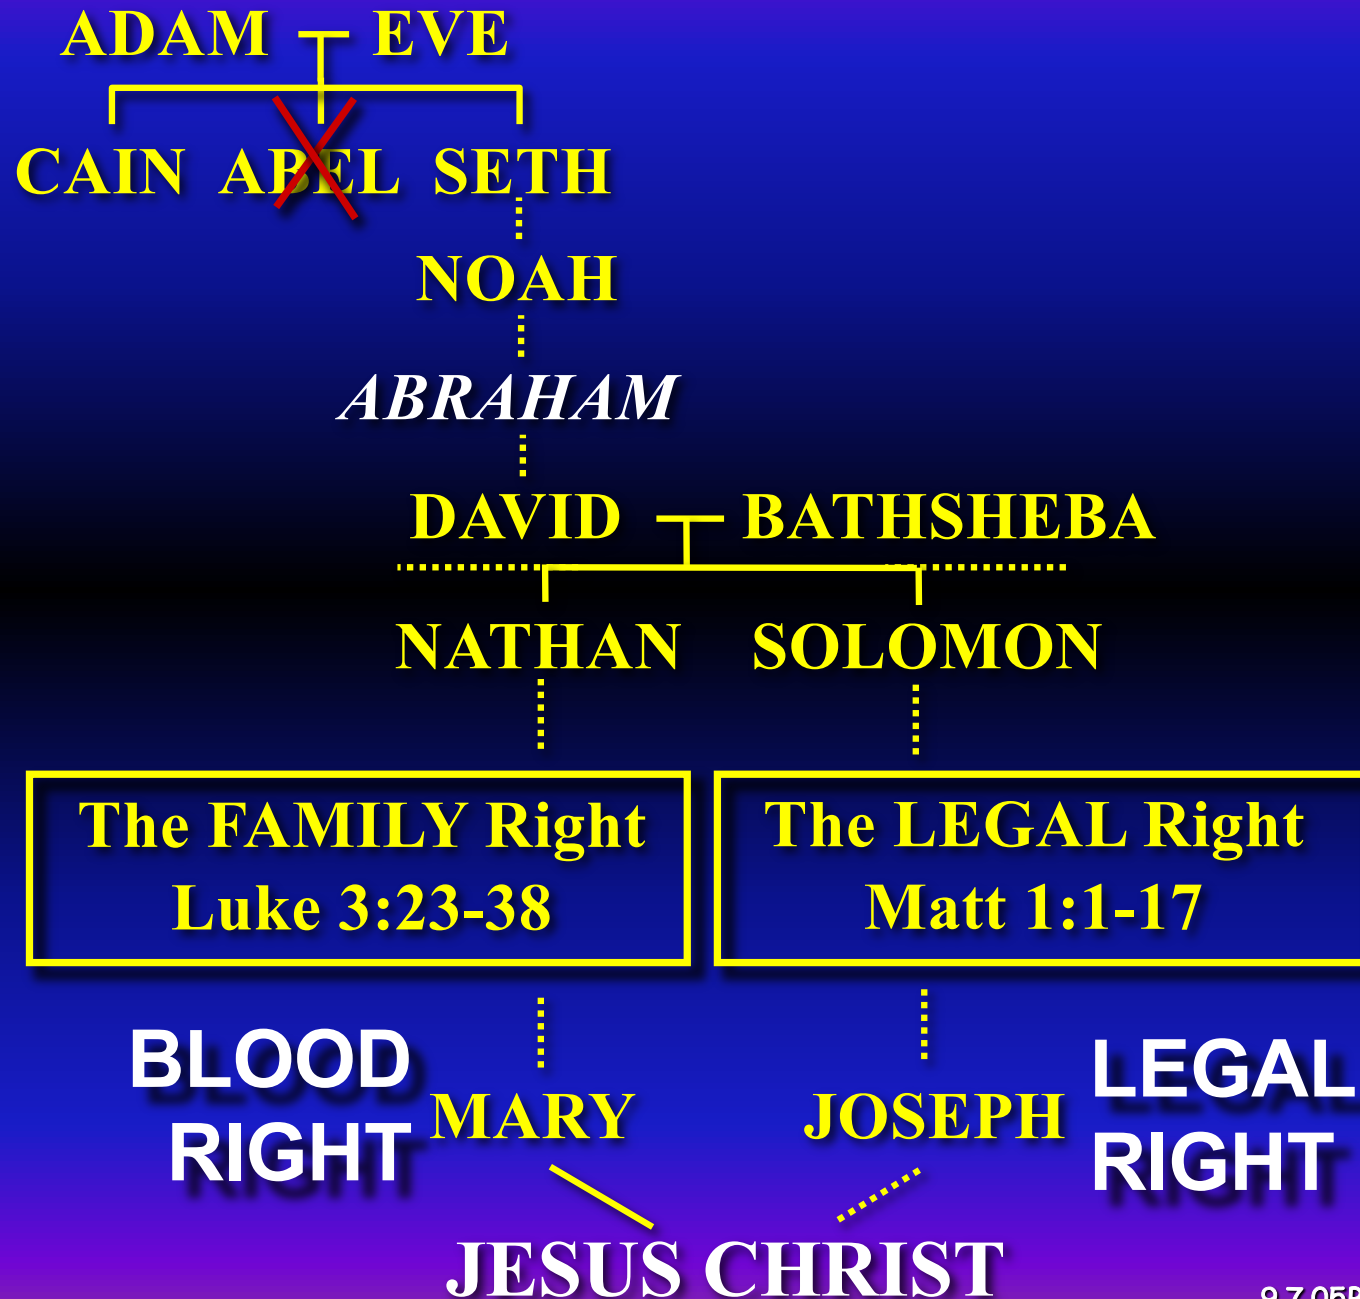 ADAM EVE
CAIN ABEL SETH
NOAH
ABRAHAM
DAVID BATHSHEBA
NATHAN SOLOMON
The FAMILY Right
Luke 3:23-38
The LEGAL Right
Matt 1:1-17
BLOOD
RIGHT
MARY
JOSEPH
LEGAL
RIGHT
JESUS CHRIST